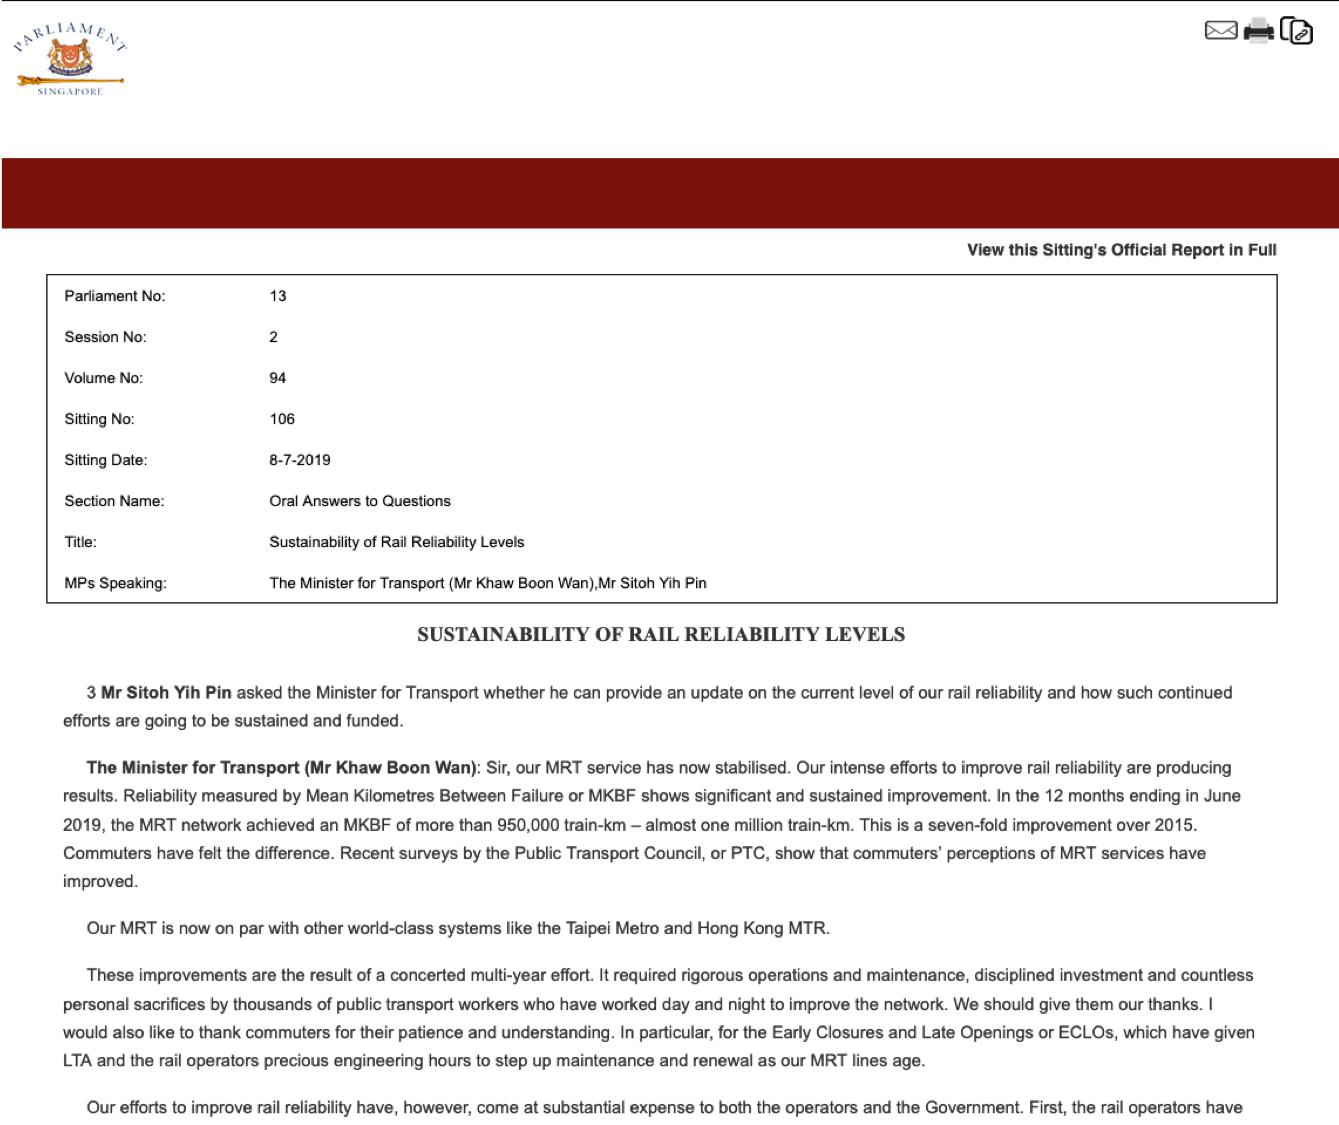 PARLIAMENT
SINGAPORE
View this Sitting's Official Report in Full
Parliament No: 13
Session No: 2
Volume No: 94
Sitting No: 106
Sitting Date: 8-7-2019
Section Name: Oral Answers to Questions
Title: Sustainability of Rail Reliability Levels
MPs Speaking: The Minister for Transport (Mr Khaw Boon Wan),Mr Sitoh Yih Pin
SUSTAINABILITY OF RAIL RELIABILITY LEVELS
3 Mr Sitoh Yih Pin asked the Minister for Transport whether he can provide an update on the current level of our rail reliability and how such continued
efforts are going to be sustained and funded.
The Minister for Transport (Mr Khaw Boon Wan): Sir, our MRT service has now stabilised. Our intense efforts to improve rail reliability are producing
results. Reliability measured by Mean Kilometres Between Failure or MKBF shows significant and sustained improvement. In the 12 months ending in June
2019, the MRT network achieved an MKBF of more than 950,000 train-km – almost one million train-km. This is a seven-fold improvement over 2015.
Commuters have felt the difference. Recent surveys by the Public Transport Council, or PTC, show that commuters' perceptions of MRT services have
improved.
Our MRT is now on par with other world-class systems like the Taipei Metro and Hong Kong MTR.
These improvements are the result of a concerted multi-year effort. It required rigorous operations and maintenance, disciplined investment and countless
personal sacrifices by thousands of public transport workers who have worked day and night to improve the network. We should give them our thanks. I
would also like to thank commuters for their patience and understanding. In particular, for the Early Closures and Late Openings or ECLOs, which have given
LTA and the rail operators precious engineering hours to step up maintenance and renewal as our MRT lines age.
Our efforts to improve rail reliability have, however, come at substantial expense to both the operators and the Government. First, the rail operators have